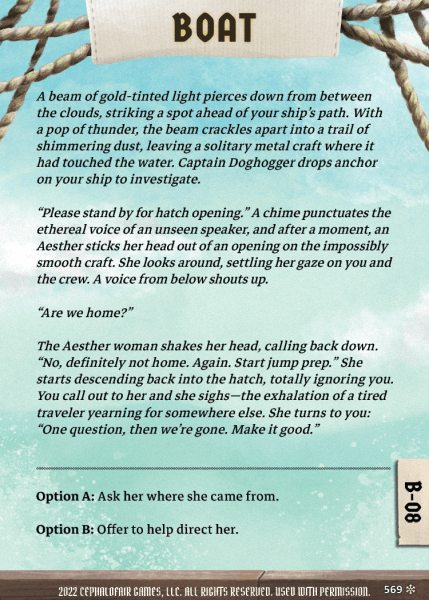 BOAT
A beam of gold-tinted light pierces down from between
the clouds, striking a spot ahead of your ship’s path. With
a pop of thunder, the beam crackles apart into a trail of
shimmering dust, leaving a solitary metal craft where it
had touched the water. Captain Doghogger drops anchor
on your ship to investigate.
“Please stand by for hatch opening.” A chime punctuates the
ethereal voice of an unseen speaker, and after a moment, an
Aesther sticks her head out of an opening on the impossibly
smooth craft. She looks around, settling her gaze on you and
the crew. A voice from below shouts up.
“Are we home?”
The Aesther woman shakes her head, calling back down.
“No, definitely not home. Again. Start jump prep.” She
starts descending back into the hatch, totally ignoring you.
You call out to her and she sighs—the exhalation of a tired
traveler yearning for somewhere else. She turns to you:
“One question, then we’re gone. Make it good.”
Option A: Ask her where she came from.
Option B: Offer to help direct her.
B-08
2022 CEPHALOFAIR GAMES, LLC. ALL RIGHTS RESERVED. USED WITH PERMISSION.
569